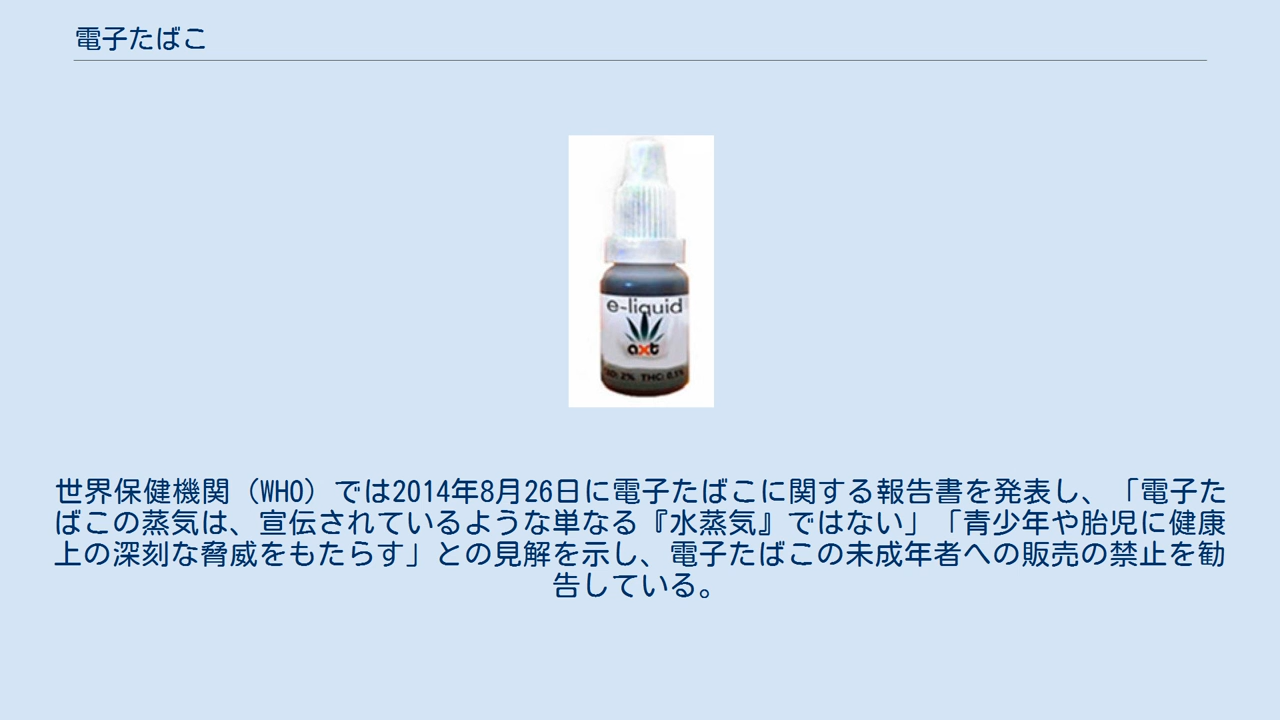 電子たばこ
e-liquid
axt
2% THC: 0,1%
世界保健機関（WHO）では2014年8月26日に電子たばこに関する報告書を発表し、「電子た
ばこの蒸気は、宣伝されているような単なる『水蒸気』ではない」「青少年や胎児に健康
上の深刻な脅威をもたらす」との見解を示し、電子たばこの未成年者への販売の禁止を勧
告している。